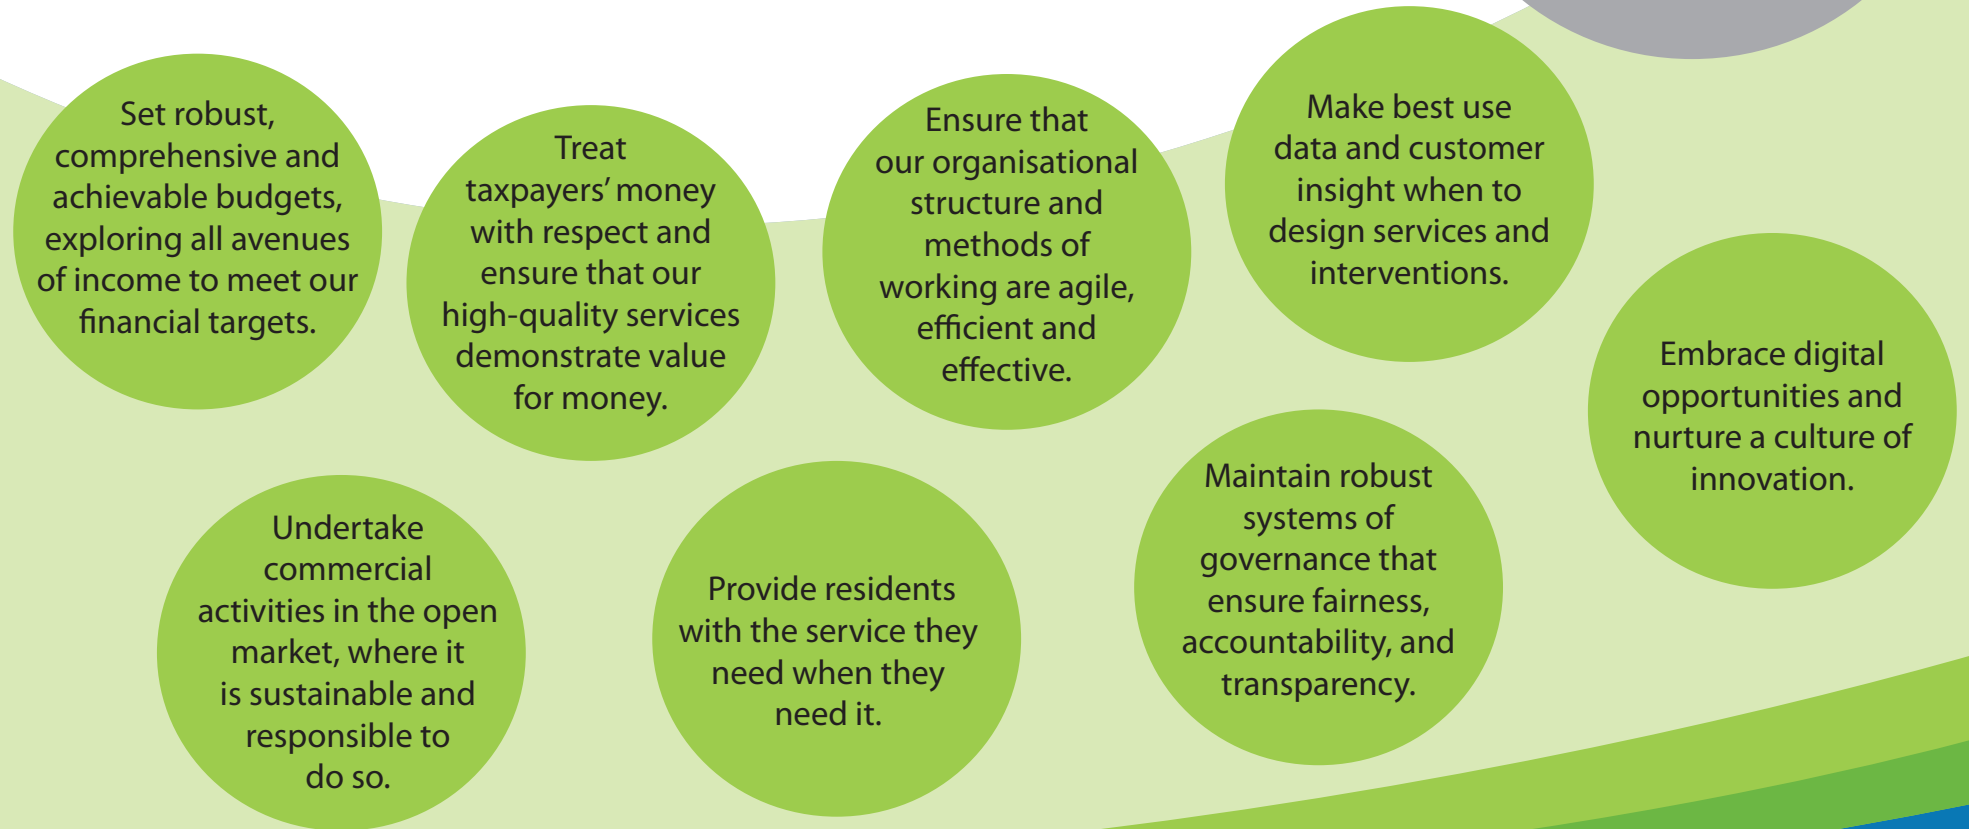 Set robust,
comprehensive and
achievable budgets,
exploring all avenues
of income to meet our
financial targets.
Treat
taxpayers’ money
with respect and
ensure that our
high-quality services
demonstrate value
for money.
Ensure that
our organisational
structure and
methods of
working are agile,
efficient and
effective.
Make best use
data and customer
insight when to
design services and
interventions.
Embrace digital
opportunities and
nurture a culture of
innovation.
Undertake
commercial
activities in the open
market, where it
is sustainable and
responsible to
do so.
Provide residents
with the service they
need when they
need it.
Maintain robust
systems of
governance that
ensure fairness,
accountability, and
transparency.